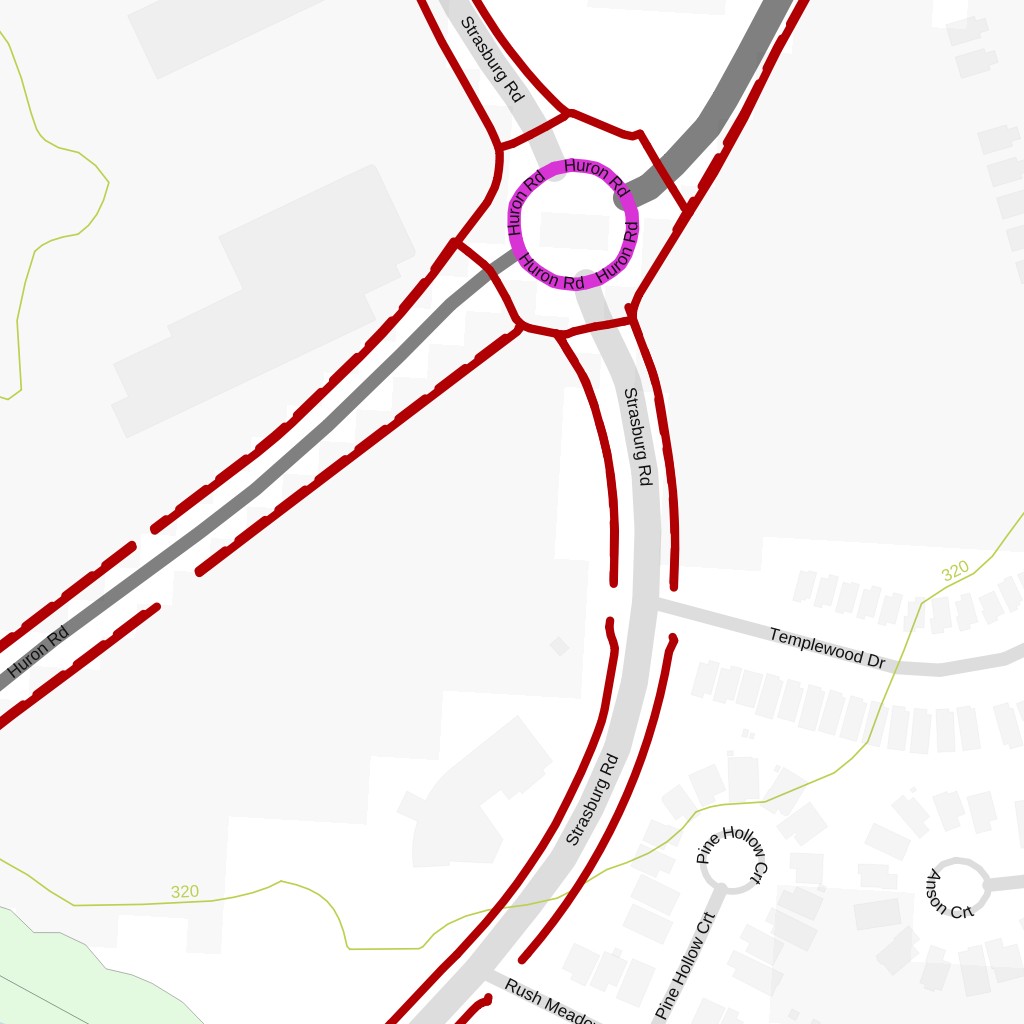 Strasburg Rd
Huron Rd
Huron Rd
Huron Rd
Huron Rd
Huron Rd
Strasburg Rd
320
Templewood Dr
Huron Rd
Strasburg Rd
Pine Hollow Crt
320
Anson Crt
Pine Hollow Crt
Rush Meadow